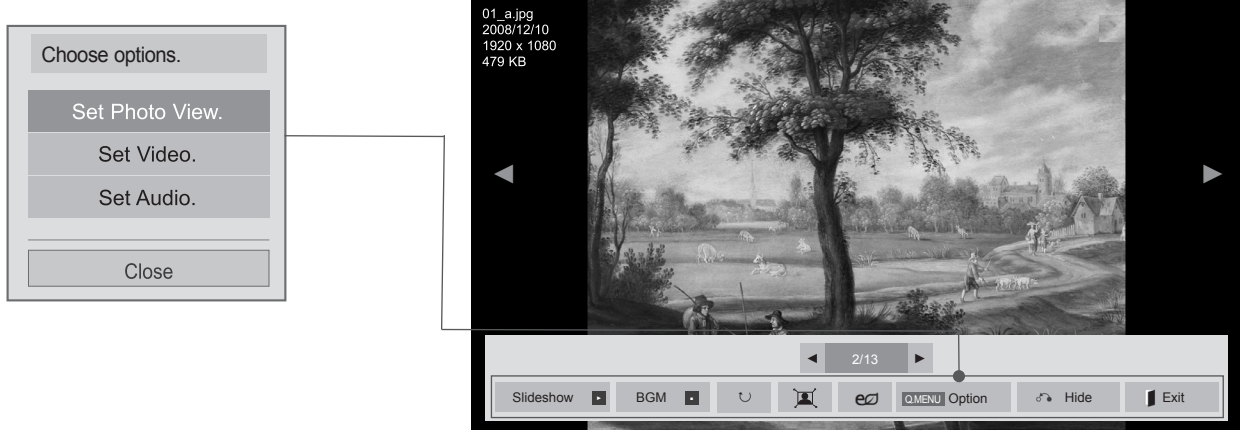 Choose options.
Set Photo View.
Set Video.
Set Audio.
Close
01_a.jpg
2008/12/10
1920 x 1080
479 KB
2/13
Slideshow
BGM
Q.MENU Option
Hide
Exit